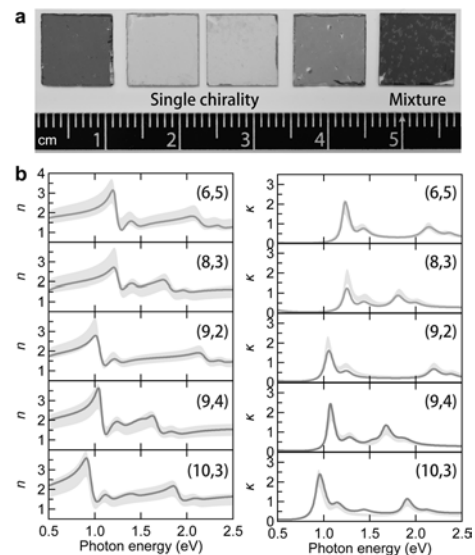 a
Single chirality Mixture
cm 1 2 3 4 5
b
4 (6,5) 3 (6,5)
3 2
2 1
1 0
n κ
(8,3) 3 (8,3)
3 2
2 1
1 0
n κ
(9,2) 3 (9,2)
3 2
2 1
1 0
n κ
(9,4) 3 (9,4)
3 2
2 1
1 0
n κ
(10,3) 3 (10,3)
3 2
2 1
1 0
n κ
0.5 1.0 1.5 2.0 2.5 0.5 1.0 1.5 2.0 2.5
Photon energy (eV) Photon energy (eV)